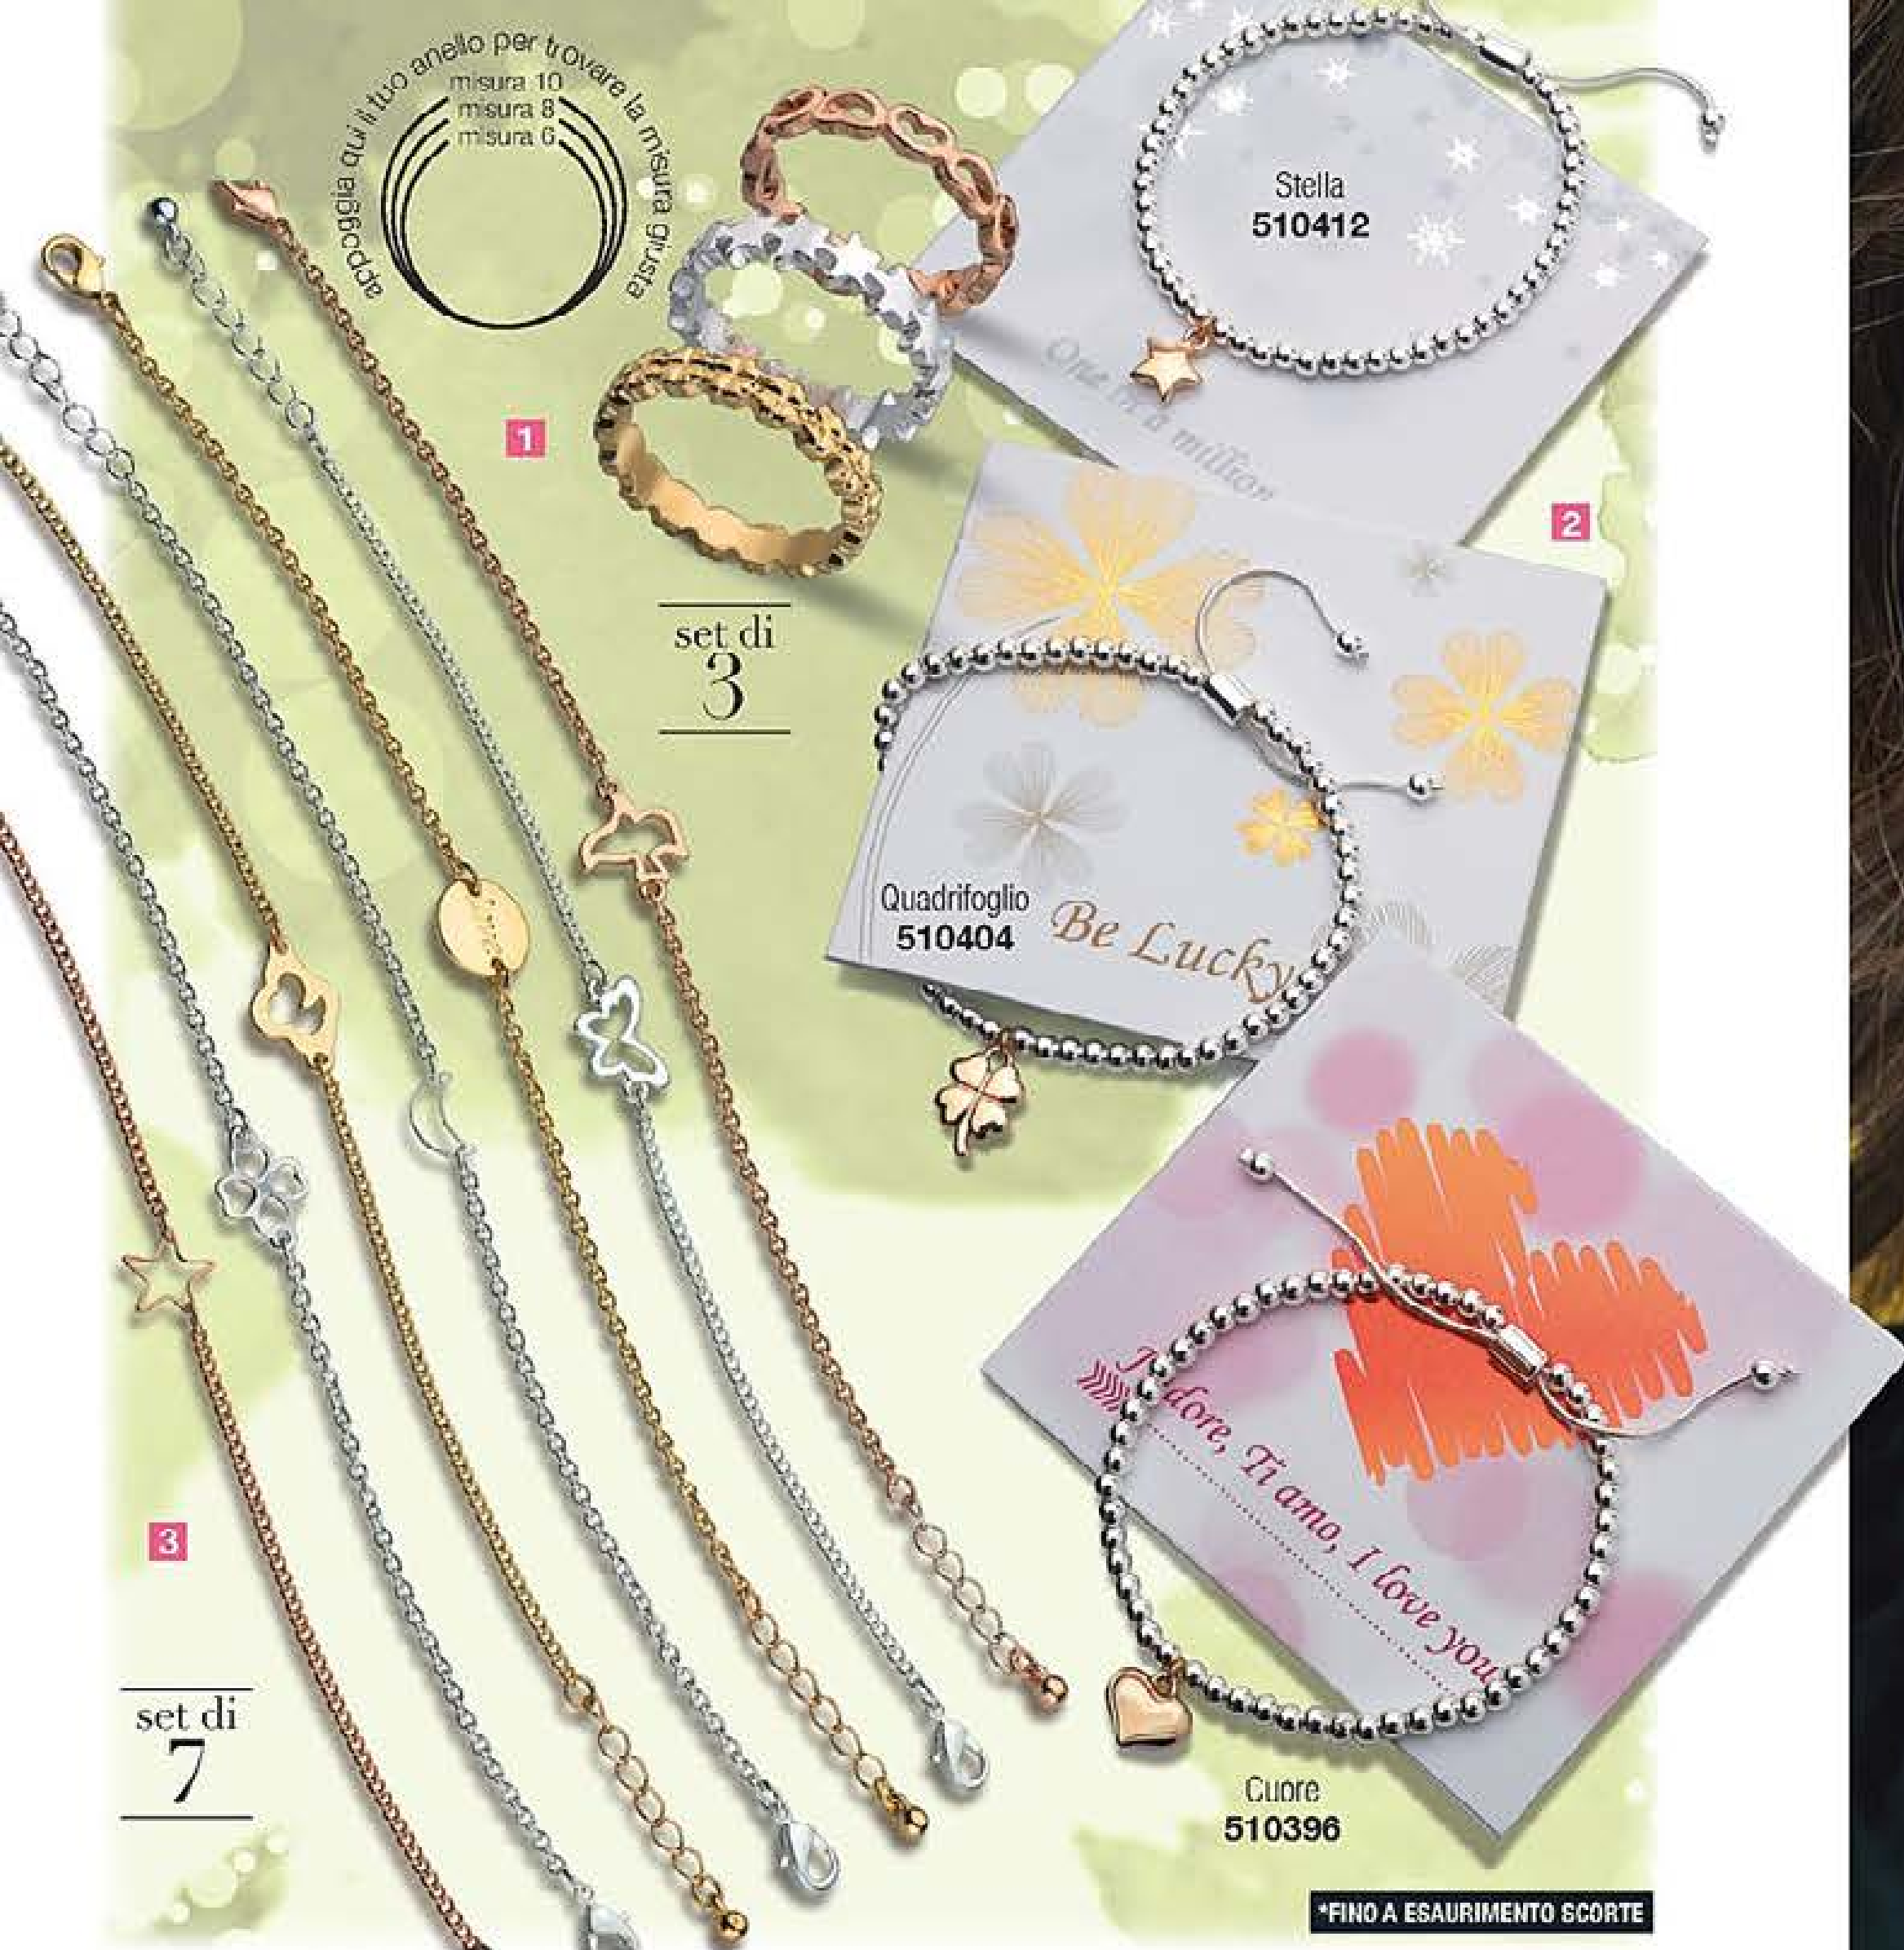 appoggia qui il tuo anello per trovare la misura giusta
misura 10
misura 8
misura 6
Stella
510412
One in a million
1
2
set di
3
Quadrifoglio
510404
Be Lucky
J'adore, Ti amo, I love you
3
set di
7
Cuore
510396
*FINO A ESAURIMENTO SCORTE